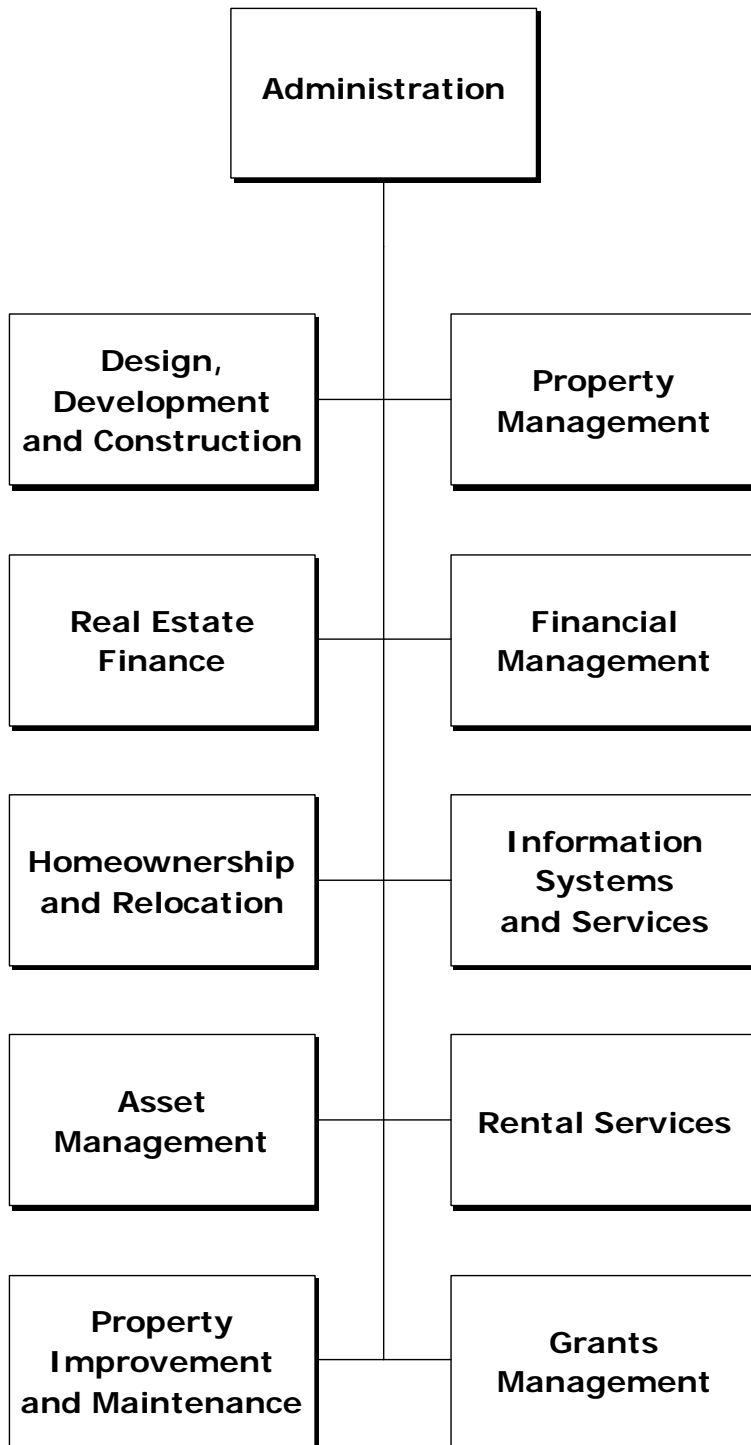 Administration
Design,
Development
and Construction
Property
Management
Real Estate
Finance
Financial
Management
Homeownership
and Relocation
Information
Systems
and Services
Asset
Management
Rental Services
Property
Improvement
and Maintenance
Grants
Management